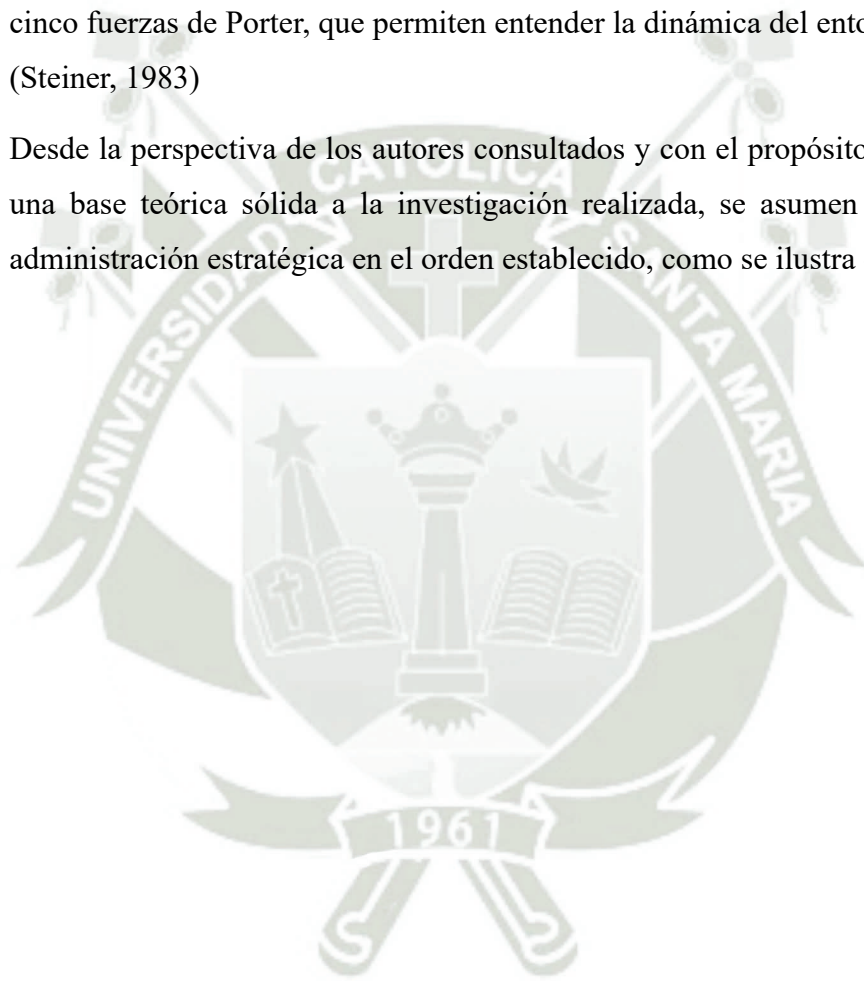 cinco fuerzas de Porter, que permiten entender la dinámica del
(Steiner, 1983)
Desde la perspectiva de los autores consultados y con el propósito
una base teórica sólida a la investigación realizada, se asumen
administración estratégica en el orden establecido, como se ilustra
UNIVERSIDAD CATOLICA SANTA MARIA
1961